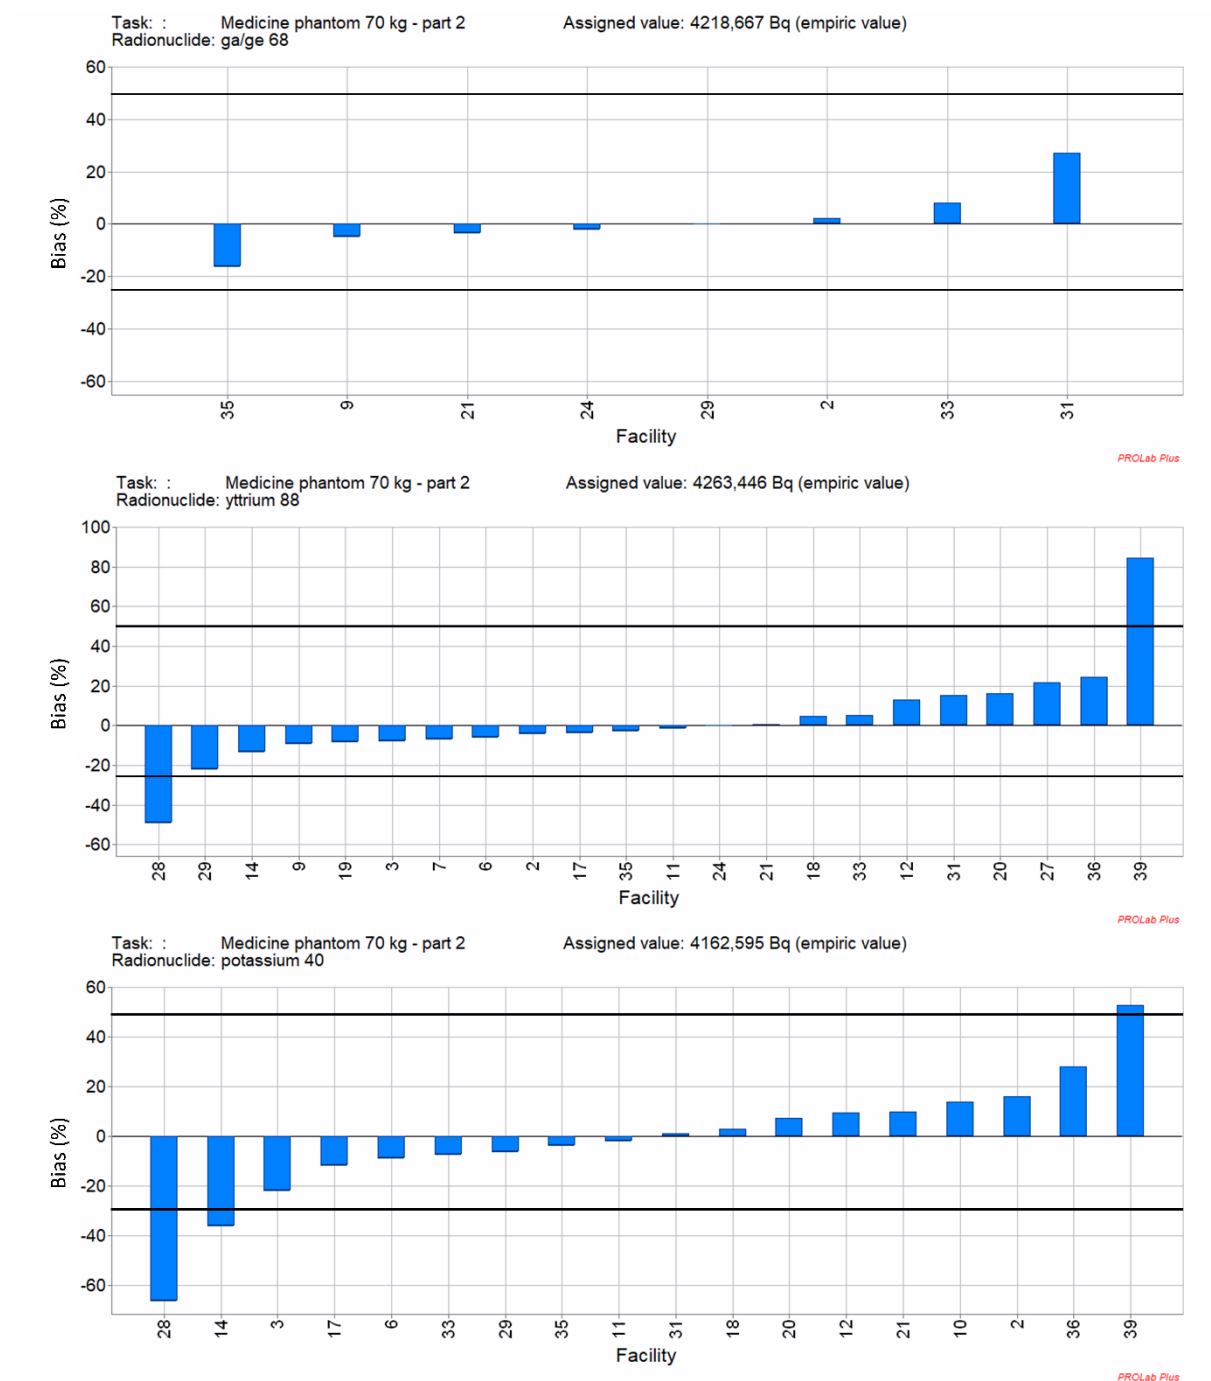 Task: : Medicine phantom 70 kg - part 2 Assigned value: 4218,667 Bq (empiric value)
Radionuclide: ga/ge 68
60
40
20
0
-20
-40
-60
Bias (%)
35 9 21 24 29 2 33 31
Facility
PROLab Plus
Task: : Medicine phantom 70 kg - part 2 Assigned value: 4263,446 Bq (empiric value)
Radionuclide: yttrium 88
100
80
60
40
20
0
-20
-40
-60
Bias (%)
28 29 14 9 19 3 7 6 2 17 35 11 24 21 18 33 12 31 20 27 36 39
Facility
PROLab Plus
Task: : Medicine phantom 70 kg - part 2 Assigned value: 4162,595 Bq (empiric value)
Radionuclide: potassium 40
60
40
20
0
-20
-40
-60
Bias (%)
28 14 3 17 6 33 29 35 11 31 18 20 12 21 10 2 36 39
Facility
PROLab Plus